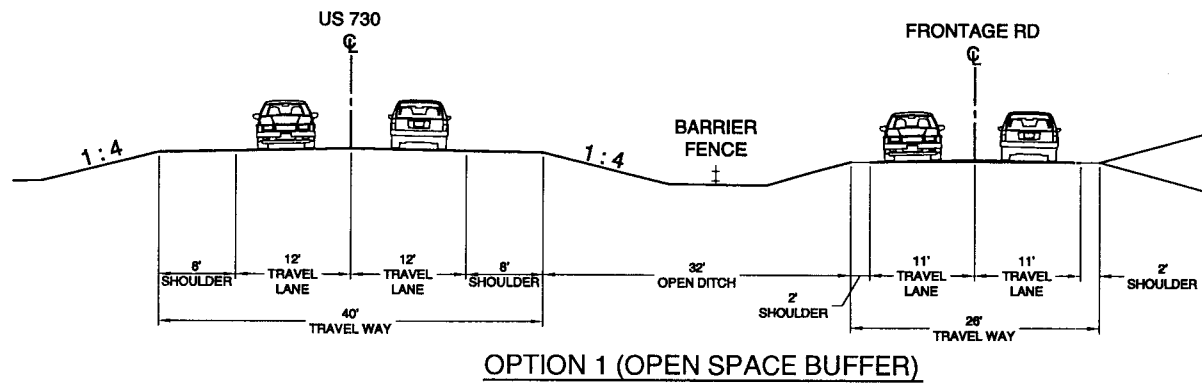 US 730
℄
FRONTAGE RD
℄
1:4
1:4
BARRIER
FENCE
8'
SHOULDER
12'
TRAVEL
LANE
12'
TRAVEL
LANE
8'
SHOULDER
32'
OPEN DITCH
2'
SHOULDER
11'
TRAVEL
LANE
11'
TRAVEL
LANE
2'
SHOULDER
40'
TRAVEL WAY
26'
TRAVEL WAY
OPTION 1 (OPEN SPACE BUFFER)